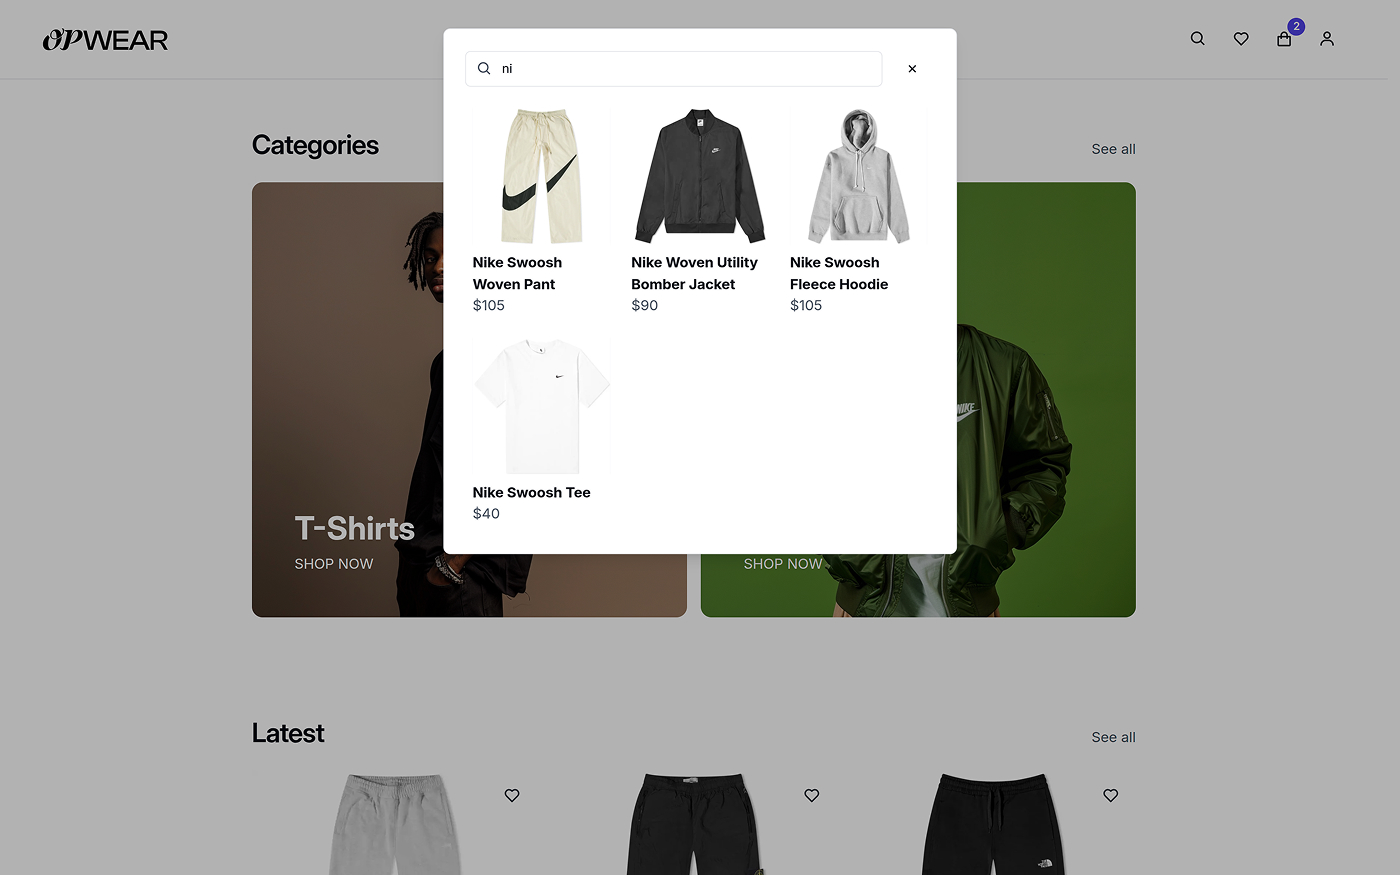 OPWEAR
2
ni
Categories
See all
Nike Swoosh
Woven Pant
$105
Nike Woven Utility
Bomber Jacket
$90
Nike Swoosh
Fleece Hoodie
$105
Nike Swoosh Tee
$40
NIKE
T-Shirts
SHOP NOW
SHOP NOW
Latest
See all